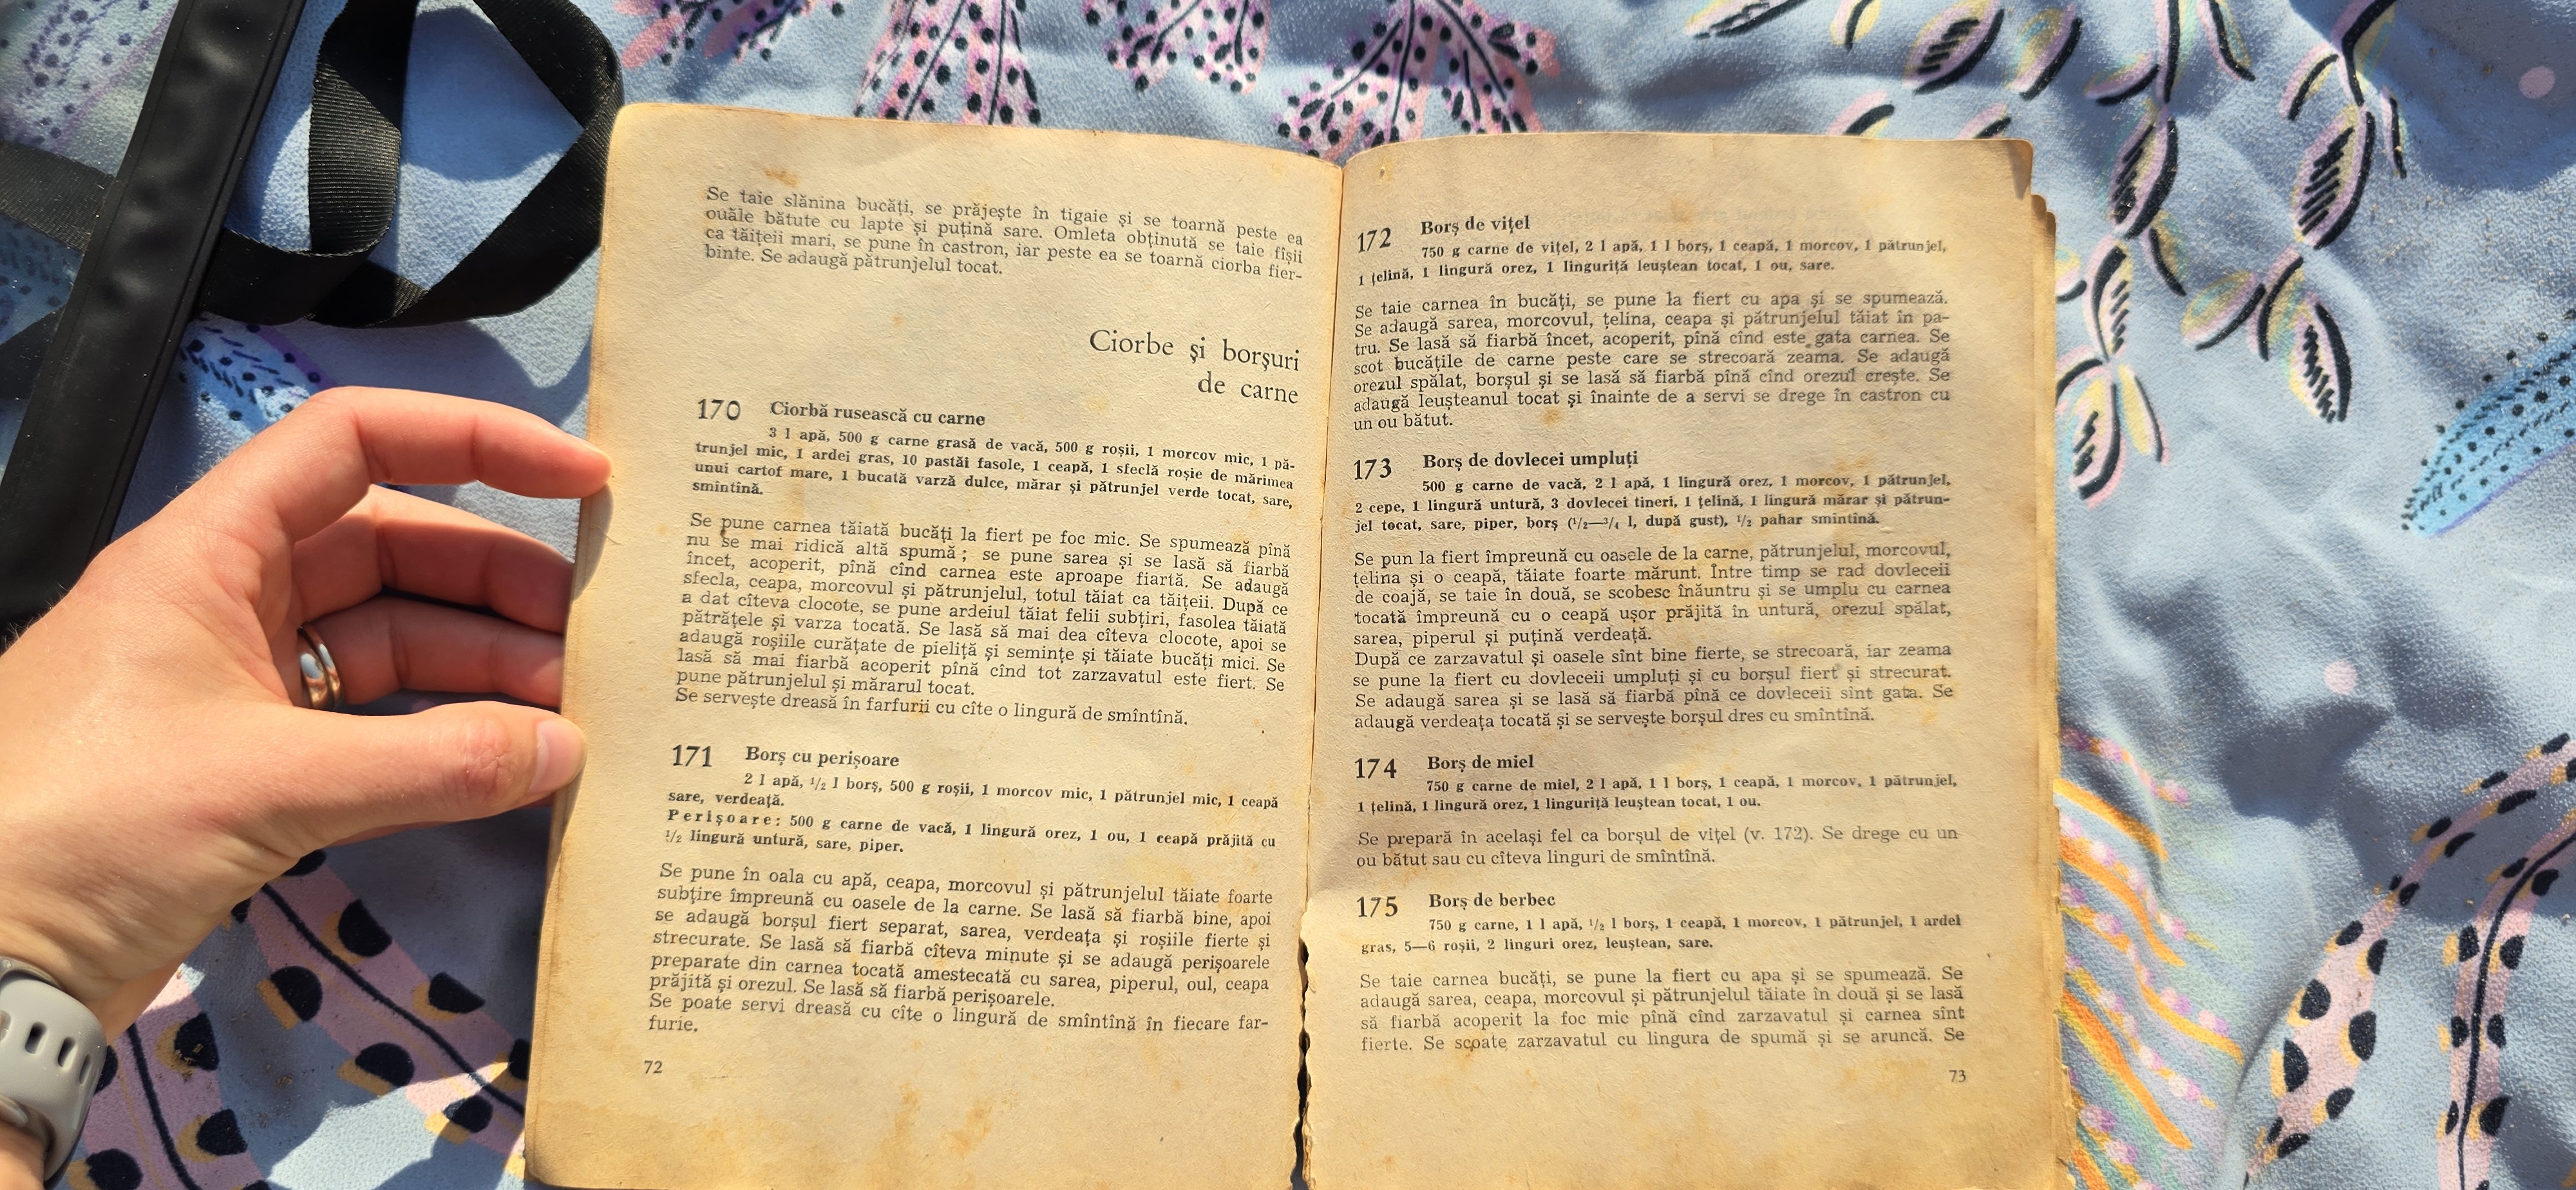 Se taie slănina bucăți, se prăjește în tigaie și se toarnă peste ea
ouăle bătute cu lapte și puțină sare. Omleta obținută se taie fîșii
ca tăițeii mari, se pune în castron, iar peste ea se toarnă ciorba fier-
binte. Se adaugă pătrunjelul tocat.
Ciorbe și borșuri
de carne
170 Ciorbă rusească cu carne
3 l apă, 500 g carne grasă de vacă, 500 g roșii, 1 morcov mic, 1 pă-
trunjel mic, 1 ardei gras, 10 pastăi fasole, 1 ceapă, 1 sfeclă roșie de mărimea
unui cartof mare, 1 bucată varză dulce, mărar și pătrunjel verde tocat, sare,
smîntînă.
Se pune carnea tăiată bucăți la fiert pe foc mic. Se spumează pînă
nu se mai ridică altă spumă ; se pune sarea și se lasă să fiarbă
încet, acoperit, pînă cînd carnea este aproape fiartă. Se adaugă
sfecla, ceapa, morcovul și pătrunjelul, totul tăiat ca tăițeii. După ce
a dat cîteva clocote, se pune ardeiul tăiat felii subțiri, fasolea tăiată
pătrățele și varza tocată. Se lasă să mai dea cîteva clocote, apoi se
adaugă roșiile curățate de pieliță și semințe și tăiate bucăți mici. Se
lasă să mai fiarbă acoperit pînă cînd tot zarzavatul este fiert. Se
pune pătrunjelul și mărarul tocat.
Se servește dreasă în farfurii cu cîte o lingură de smîntînă.
171 Borș cu perișoare
2 l apă, 1/2 l borș, 500 g roșii, 1 morcov mic, 1 pătrunjel mic, 1 ceapă
sare, verdeață.
Perișoare: 500 g carne de vacă, 1 lingură orez, 1 ou, 1 ceapă prăjită cu
1/2 lingură untură, sare, piper.
Se pune în oala cu apă, ceapa, morcovul și pătrunjelul tăiate foarte
subțire împreună cu oasele de la carne. Se lasă să fiarbă bine, apoi
se adaugă borșul fiert separat, sarea, verdeața și roșiile fierte și
strecurate. Se lasă să fiarbă cîteva minute și se adaugă perișoarele
preparate din carnea tocată amestecată cu sarea, piperul, oul, ceapa
prăjită și orezul. Se lasă să fiarbă perișoarele.
Se poate servi dreasă cu cîte o lingură de smîntînă în fiecare far-
furie.
72
172 Borș de vițel
750 g carne de vițel, 2 l apă, 1 l borș, 1 ceapă, 1 morcov, 1 pătrunjel,
1 țelină, 1 lingură orez, 1 linguriță leuștean tocat, 1 ou, sare.
Se taie carnea în bucăți, se pune la fiert cu apa și se spumează.
Se adaugă sarea, morcovul, țelina, ceapa și pătrunjelul tăiat în pa-
tru. Se lasă să fiarbă încet, acoperit, pînă cînd este gata carnea. Se
scot bucățile de carne peste care se strecoară zeama. Se adaugă
orezul spălat, borșul și se lasă să fiarbă pînă cînd orezul crește. Se
adaugă leușteanul tocat și înainte de a servi se drege în castron cu
un ou bătut.
173 Borș de dovlecei umpluți
500 g carne de vacă, 2 l apă, 1 lingură orez, 1 morcov, 1 pătrunjel,
2 cepe, 1 lingură untură, 3 dovlecei tineri, 1 țelină, 1 lingură mărar și pătrun-
jel tocat, sare, piper, borș (1/2—3/4 l, după gust), 1/2 pahar smîntînă.
Se pun la fiert împreună cu oasele de la carne, pătrunjelul, morcovul,
țelina și o ceapă, tăiate foarte mărunt. Între timp se rad dovleceii
de coajă, se taie în două, se scobesc înăuntru și se umplu cu carnea
tocată împreună cu o ceapă ușor prăjită în untură, orezul spălat,
sarea, piperul și puțină verdeață.
După ce zarzavatul și oasele sînt bine fierte, se strecoară, iar zeama
se pune la fiert cu dovleceii umpluți și cu borșul fiert și strecurat.
Se adaugă sarea și se lasă să fiarbă pînă ce dovleceii sînt gata. Se
adaugă verdeața tocată și se servește borșul dres cu smîntînă.
174 Borș de miel
750 g carne de miel, 2 l apă, 1 l borș, 1 ceapă, 1 morcov, 1 pătrunjel,
1 țelină, 1 lingură orez, 1 linguriță leuștean tocat, 1 ou.
Se prepară în același fel ca borșul de vițel (v. 172). Se drege cu un
ou bătut sau cu cîteva linguri de smîntînă.
175 Borș de berbec
750 g carne, 1 l apă, 1/2 l borș, 1 ceapă, 1 morcov, 1 pătrunjel, 1 ardei
gras, 5—6 roșii, 2 linguri orez, leuștean, sare.
Se taie carnea bucăți, se pune la fiert cu apa și se spumează. Se
adaugă sarea, ceapa, morcovul și pătrunjelul tăiate în două și se lasă
să fiarbă acoperit la foc mic pînă cînd zarzavatul și carnea sînt
fierte. Se scoate zarzavatul cu lingura de spumă și se aruncă. Se
73